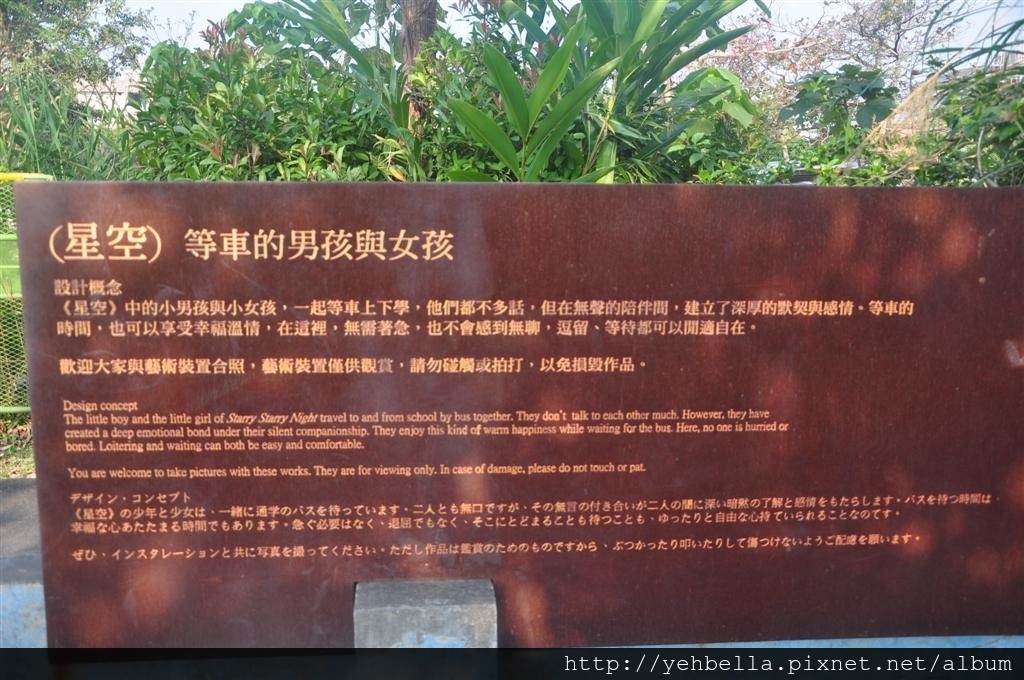 (星空) 等車的男孩與女孩
設計概念
《星空》中的小男孩與小女孩，一起等車上下學，他們都不多話，但在無聲的陪伴間，建立了深厚的默契與感情。等車的
時間，也可以享受幸福溫情，在這裡，無需著急，也不會感到無聊，逗留、等待都可以閒適自在。
歡迎大家與藝術裝置合照，藝術裝置僅供觀賞，請勿碰觸或拍打，以免損毀作品。
Design concept
The little boy and the little girl of Starry Starry Night travel to and from school by bus together. They don't talk to each other much. However, they have
created a deep emotional bond under their silent companionship. They enjoy this kind of warm happiness while waiting for the bus. Here, no one is hurried or
bored. Loitering and waiting can both be easy and comfortable.
You are welcome to take pictures with these works. They are for viewing only. In case of damage, please do not touch or pat.
デザイン・コンセプト
《星空》の少年と少女は、一緒に通学のバスを待っています。二人とも無口ですが、その無言の付き合いが二人の間に深い暗黙の了解と感情をもたらします。バスを待つ時間は、
幸福な心あたたまる時間でもあります。急ぐ必要はなく、退屈でもなく、そこにとどまることも待つことも、ゆったりと自由な心持ていられることなのです。
ぜひ、インスタレーションと共に写真を撮ってください。ただし作品は鑑賞のためのものですから、ぶつかったり叩いたりして傷つけないようご配慮を願います。
http://yehbella.pixnet.net/album